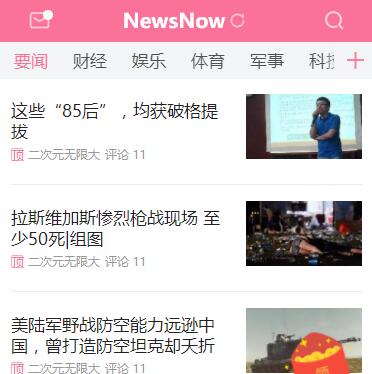 NewsNow
要闻 财经 娱乐 体育 军事 科技
这些“85后”，均获破格提
拔
顶 二次元无限大 评论 11
拉斯维加斯惨烈枪战现场 至
少50死|组图
顶 二次元无限大 评论 11
美陆军野战防空能力远逊中
国，曾打造防空坦克却夭折
顶 二次元无限大 评论 11